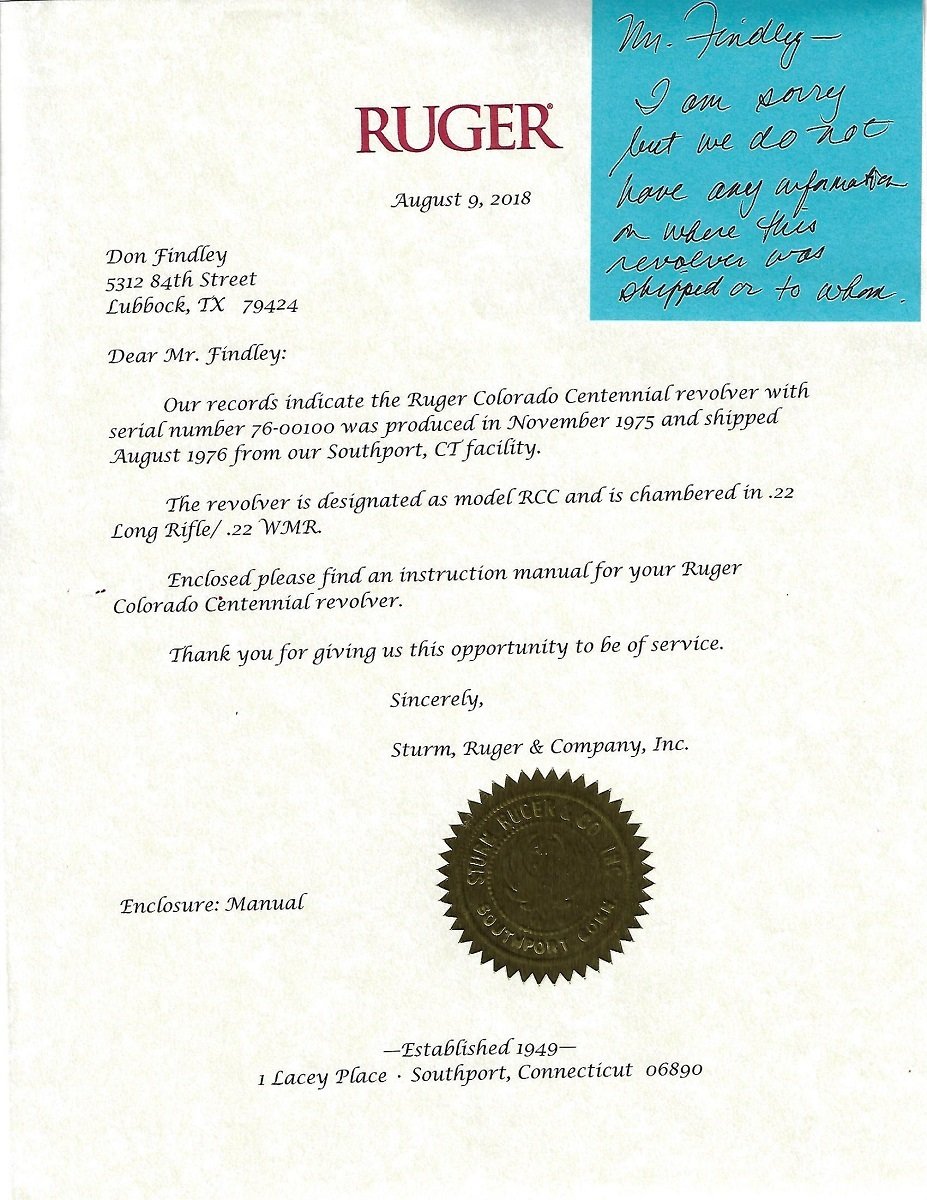 Mr. Findley—
I am sorry
but we do not
have any information
on where this
revolver was
shipped or to whom.
RUGER®
August 9, 2018
Don Findley
5312 84th Street
Lubbock, TX 79424
Dear Mr. Findley:
Our records indicate the Ruger Colorado Centennial revolver with
serial number 76-00100 was produced in November 1975 and shipped
August 1976 from our Southport, CT facility.
The revolver is designated as model RCC and is chambered in .22
Long Rifle/ .22 WMR.
Enclosed please find an instruction manual for your Ruger
Colorado Centennial revolver.
Thank you for giving us this opportunity to be of service.
Sincerely,
Sturm, Ruger & Company, Inc.
STURM, RUGER & CO. INC.
SOUTHPORT CONN
Enclosure: Manual
—Established 1949—
1 Lacey Place · Southport, Connecticut 06890